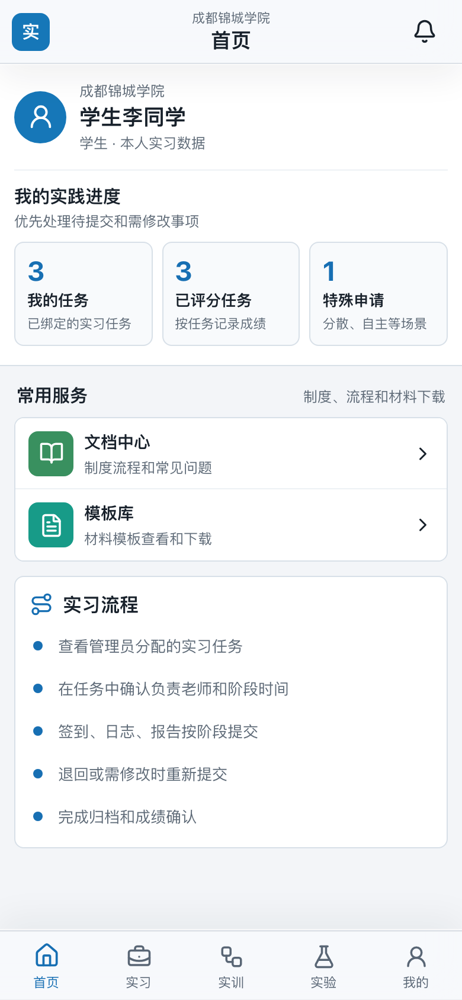 实
成都锦城学院
首页
成都锦城学院
学生李同学
学生 · 本人实习数据
我的实践进度
优先处理待提交和需修改事项
3
我的任务
已绑定的实习任务
3
已评分任务
按任务记录成绩
1
特殊申请
分散、自主等场景
常用服务
制度、流程和材料下载
文档中心
制度流程和常见问题
模板库
材料模板查看和下载
实习流程
查看管理员分配的实习任务
在任务中确认负责老师和阶段时间
签到、日志、报告按阶段提交
退回或需修改时重新提交
完成归档和成绩确认
首页
实习
实训
实验
我的